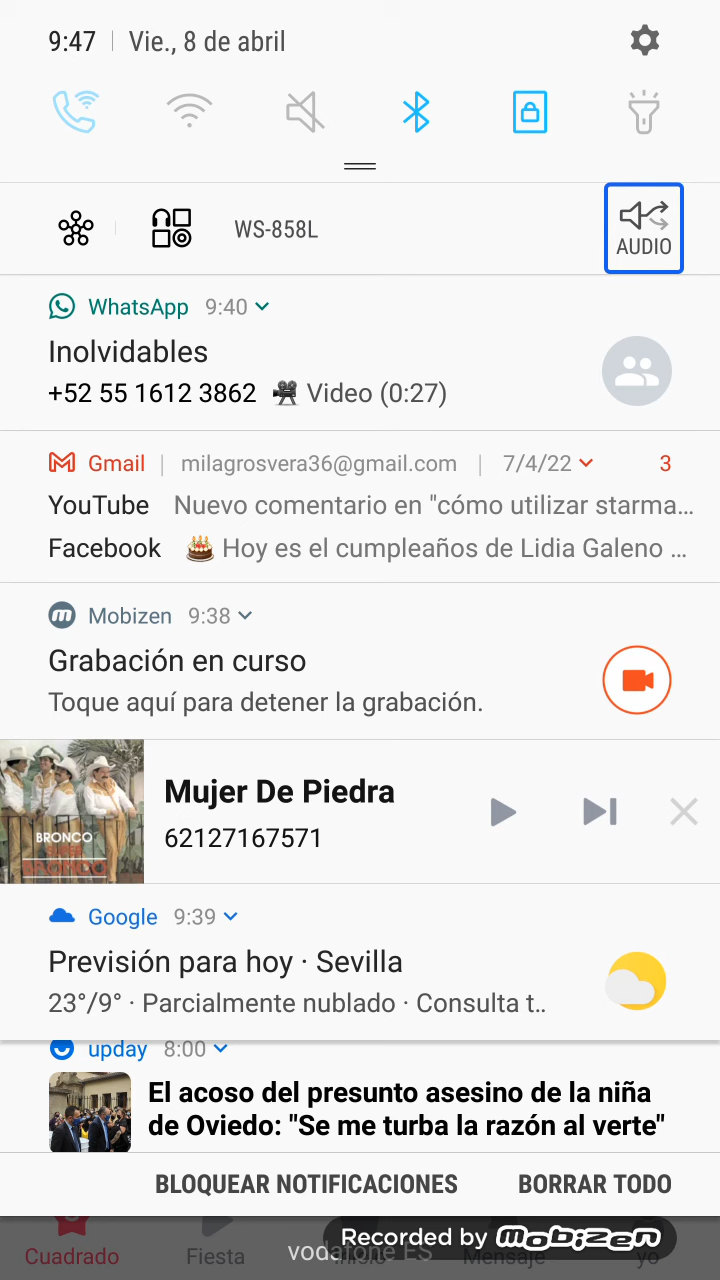 9:47 | Vie., 8 de abril
WS-858L
AUDIO
WhatsApp 9:40
Inolvidables
+52 55 1612 3862 🎥 Video (0:27)
Gmail | milagrosvera36@gmail.com | 7/4/22 3
YouTube Nuevo comentario en "cómo utilizar starma...
Facebook 🎂 Hoy es el cumpleaños de Lidia Galeno ...
Mobizen 9:38
Grabación en curso
Toque aquí para detener la grabación.
BRONCO
Mujer De Piedra
62127167571
Google 9:39
Previsión para hoy · Sevilla
23°/9° · Parcialmente nublado · Consulta t..
upday 8:00
El acoso del presunto asesino de la niña
de Oviedo: "Se me turba la razón al verte"
BLOQUEAR NOTIFICACIONES BORRAR TODO
Recorded by mobizen
vodafone ES
Cuadrado Fiesta Mensaje yo